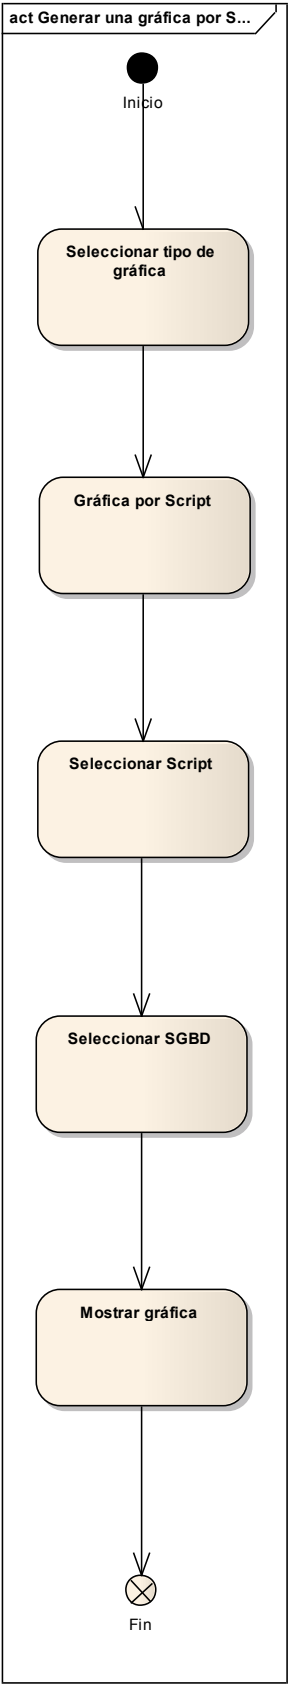 act Generar una gráfica por S...
Inicio
Seleccionar tipo de
gráfica
Gráfica por Script
Seleccionar Script
Seleccionar SGBD
Mostrar gráfica
Fin